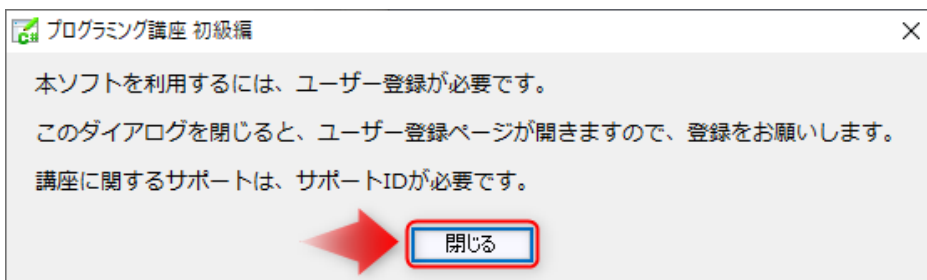 C#
プログラミング講座 初級編
本ソフトを利用するには、ユーザー登録が必要です。
このダイアログを閉じると、ユーザー登録ページが開きますので、登録をお願いします。
講座に関するサポートは、サポートIDが必要です。
閉じる